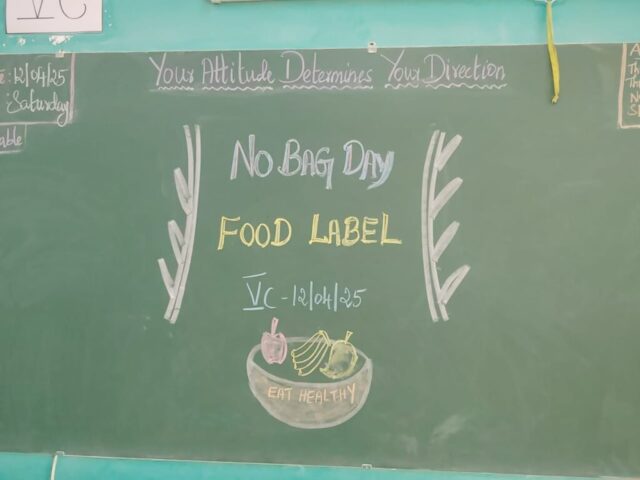 VC
: 12/04/25
: Saturday
able
Your Attitude Determines Your Direction
NO BAG DAY
FOOD LABEL
VC - 12/04/25
EAT HEALTHY